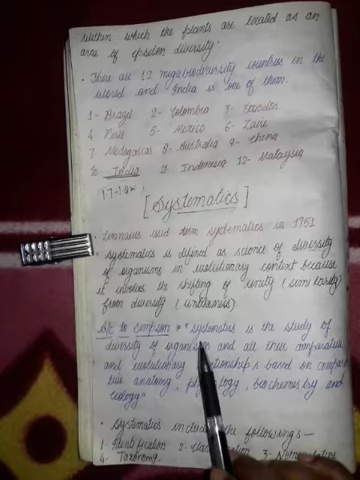 within which the plants are located as an
area of epsilon diversity.
• There are 12 megabiodiversity countries in the
world and India is one of them.
1- Brazil 2- Colombia 3-
4 Peru 5- Mexico 6- Zaire
7- Madagascar 8- Australia 9- China
10- India 11 Indonesia 12- Malaysia
[Systematics]
• Linnaeus used term systematics in 1751
systematics is defined as science of diversity
of organisms in evolutionary context because
it involves the shifting of unity
from diversity
Acc to Simpson "systematics is the study of
diversity of organisms and all their comparative
and evolutionary relationships based on
anatomy, biochemistry and
ecology"
• systematics include the followings—
1- Identification 2- 3- Nomenclature
4- Taxonomy